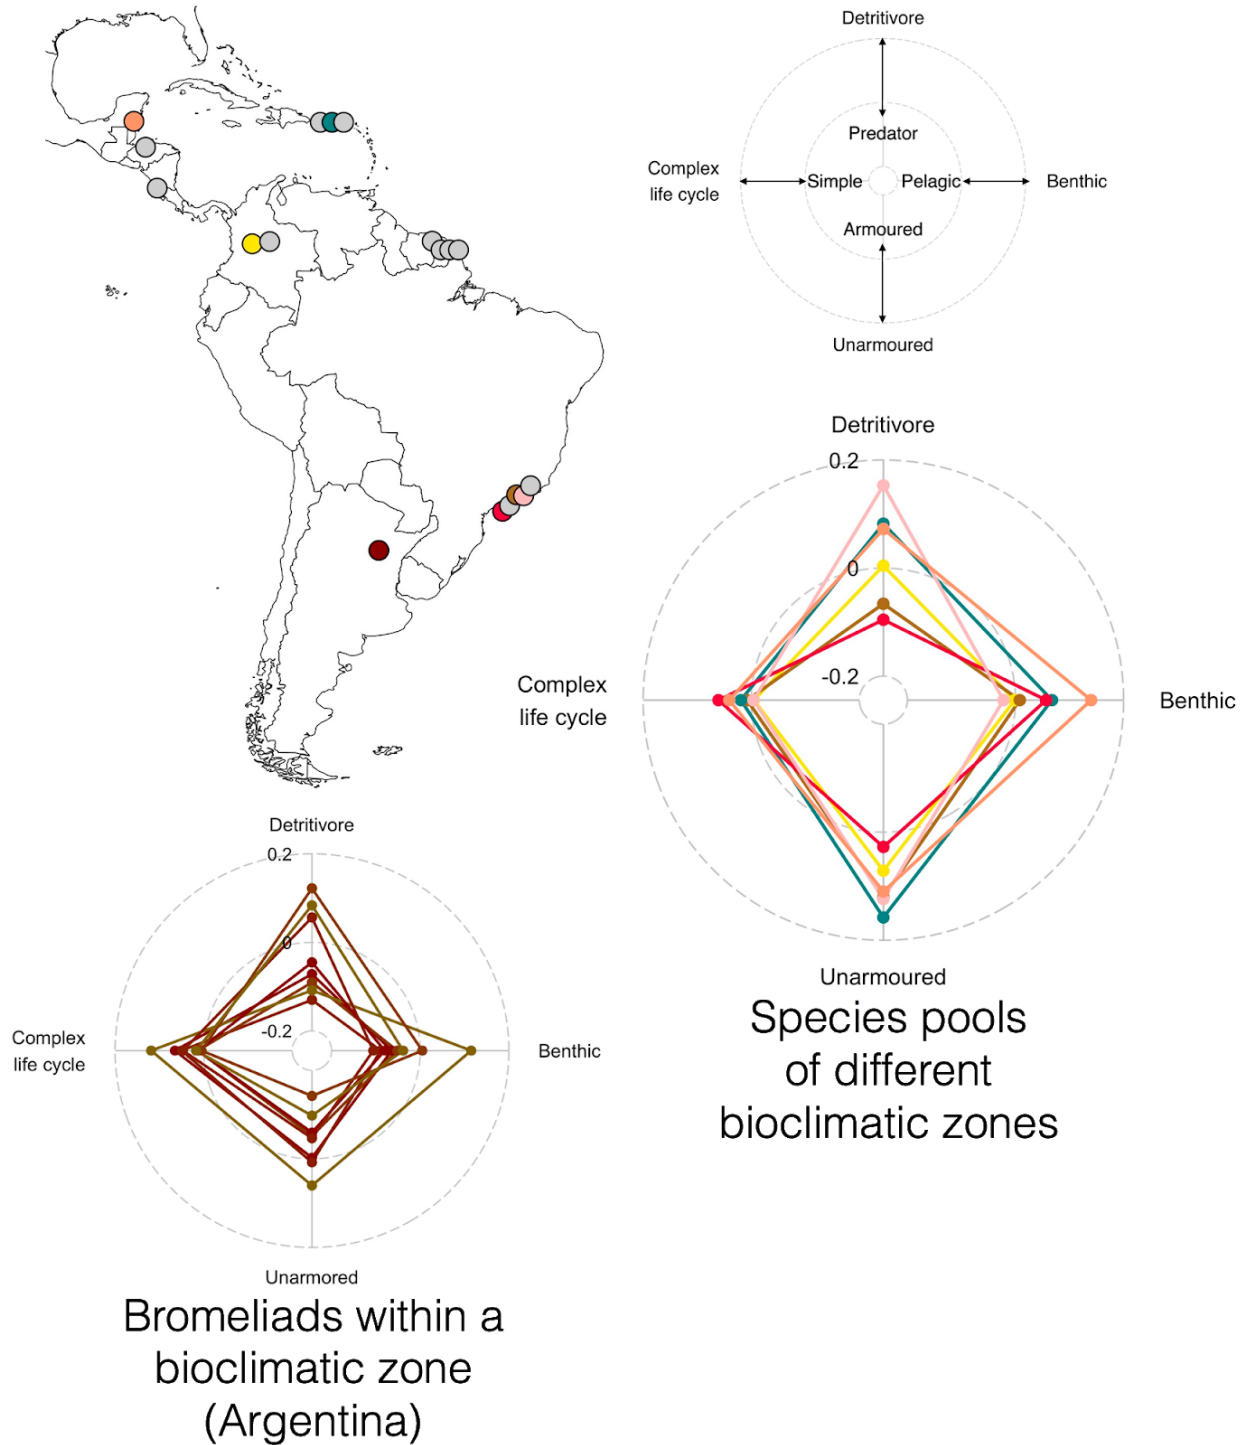 Detritivore
Predator
Complex
life cycle
Simple
Pelagic
Benthic
Armoured
Unarmoured
Detritivore
0.2
0
-0.2
Complex
life cycle
Benthic
Unarmoured
Species pools
of different
bioclimatic zones
Detritivore
0.2
0
-0.2
Complex
life cycle
Benthic
Unarmored
Bromeliads within a
bioclimatic zone
(Argentina)